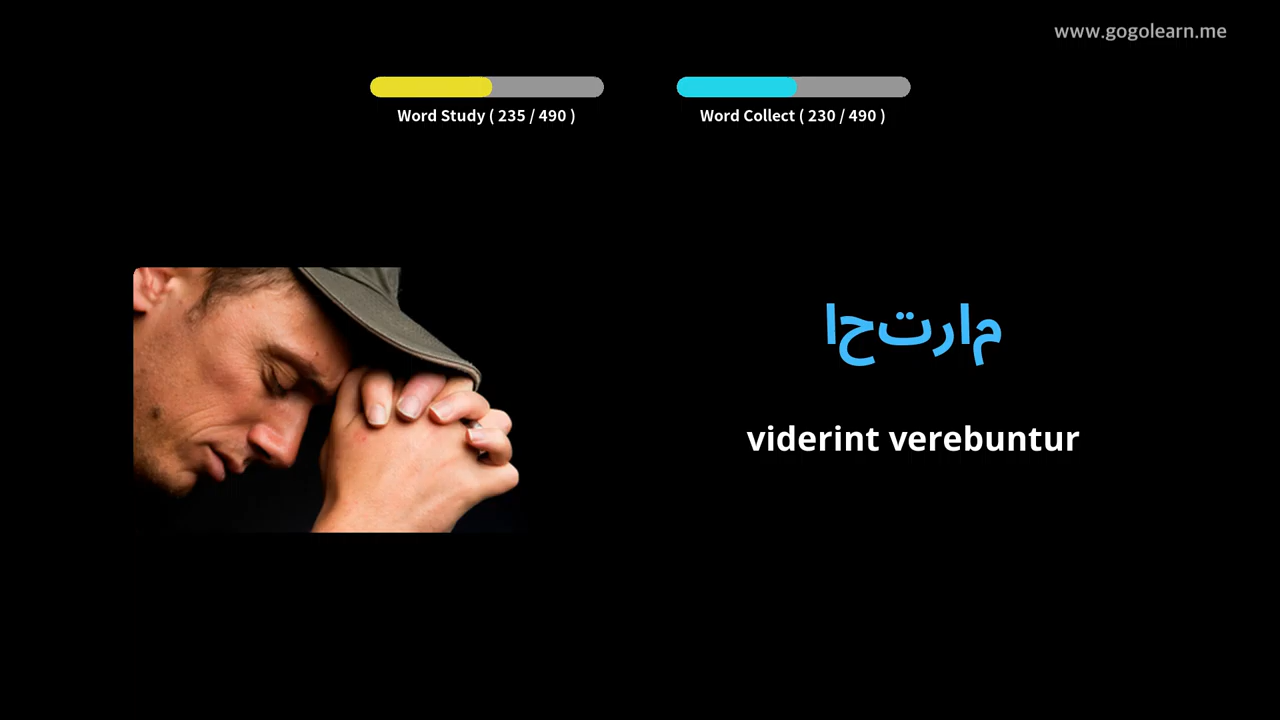 www.gogolearn.me
Word Study ( 235 / 490 )
Word Collect ( 230 / 490 )
احترام
viderint verebuntur